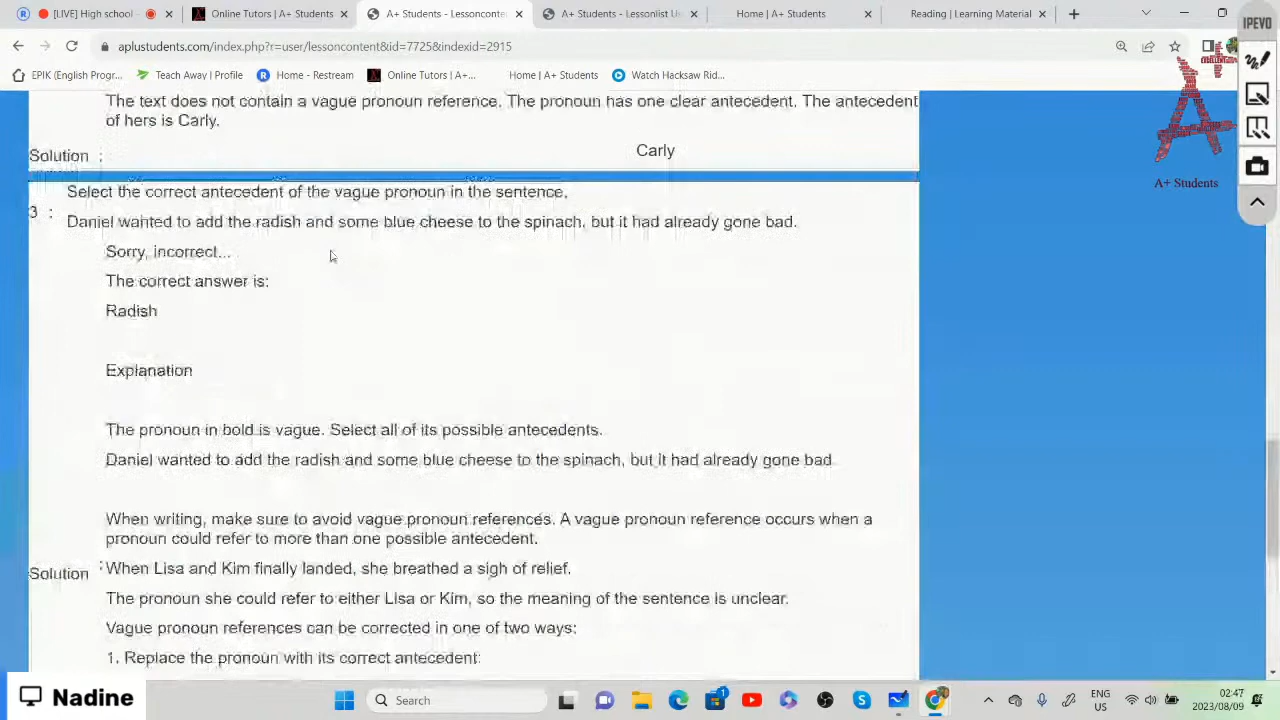 [LIVE] High school -
Online Tutors | A+ Students
A+ Students - Lessonconte
A+ Students - Lessonlist Us
Home | A+ Students
Reading | Learning Material
IPEVO
aplustudents.com/index.php?r=user/lessoncontent&id=7725&indexid=2915
EPIK (English Progr...
Teach Away | Profile
Home - Restream
Online Tutors | A+...
Home | A+ Students
Watch Hacksaw Rid...
A+ Students
The text does not contain a vague pronoun reference. The pronoun has one clear antecedent. The antecedent
of hers is Carly.
Solution :
Carly
Select the correct antecedent of the vague pronoun in the sentence,
3 :
Daniel wanted to add the radish and some blue cheese to the spinach, but it had already gone bad.
Sorry, incorrect...
The correct answer is:
Radish
Explanation
The pronoun in bold is vague. Select all of its possible antecedents.
Daniel wanted to add the radish and some blue cheese to the spinach, but it had already gone bad
When writing, make sure to avoid vague pronoun references. A vague pronoun reference occurs when a
pronoun could refer to more than one possible antecedent.
Solution :
When Lisa and Kim finally landed, she breathed a sigh of relief.
The pronoun she could refer to either Lisa or Kim, so the meaning of the sentence is unclear.
Vague pronoun references can be corrected in one of two ways:
1. Replace the pronoun with its correct antecedent:
Nadine
Search
1
ENG
US
02:47
2023/08/09